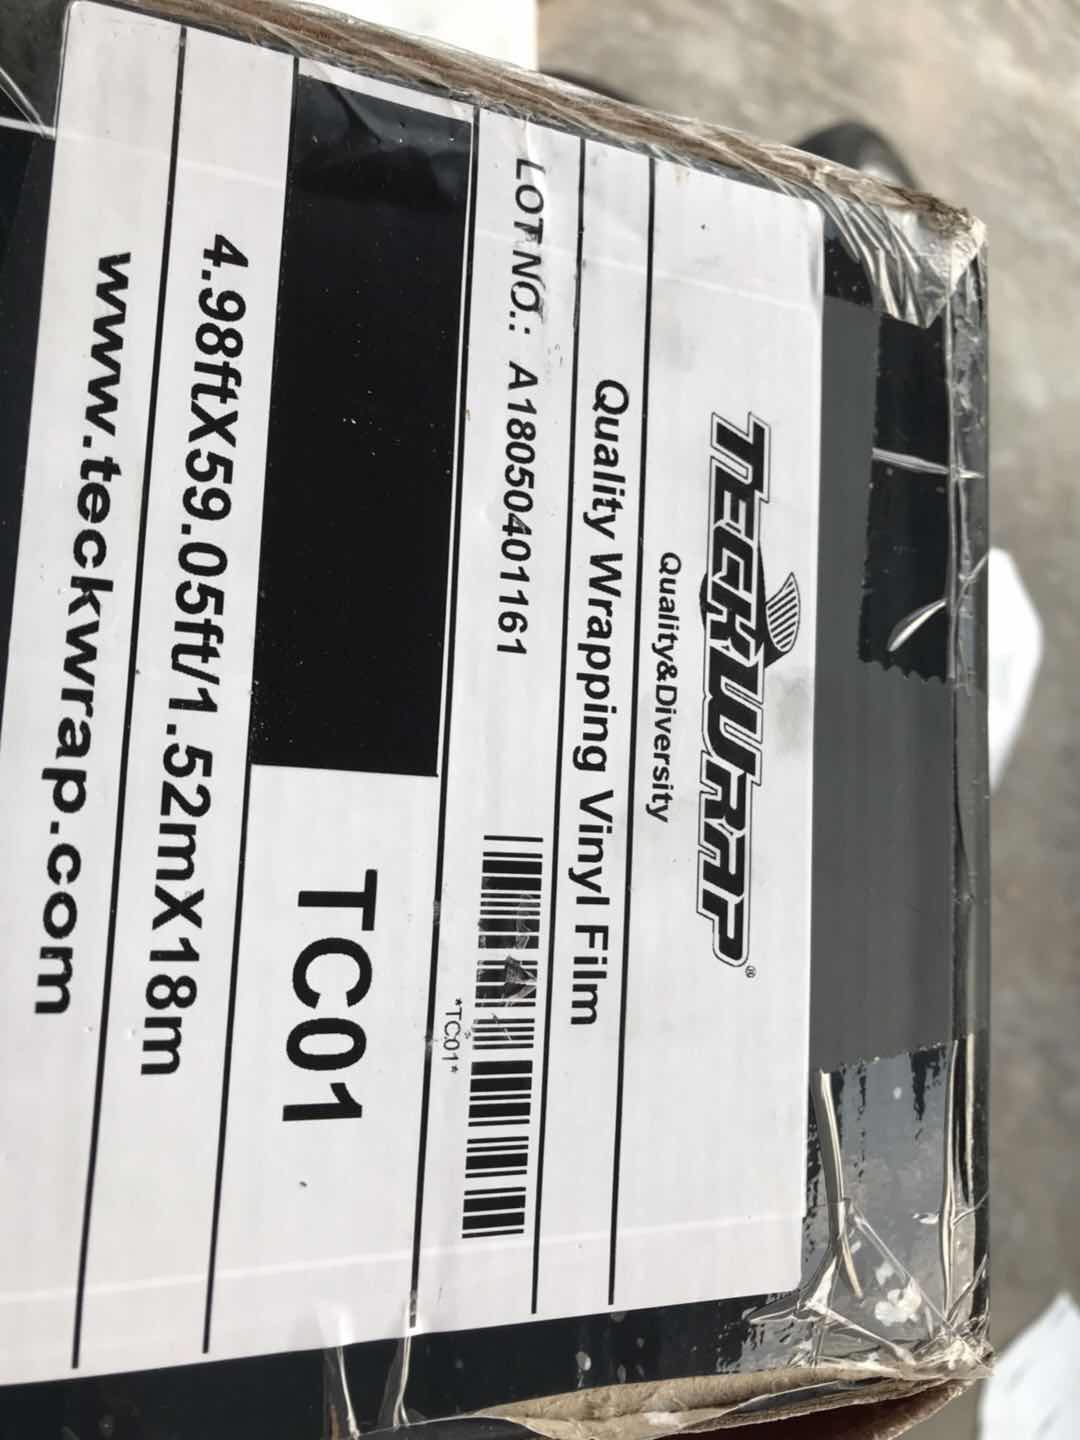 TECKWRAP®
Quality&Diversity
Quality Wrapping Vinyl Film
LOT NO.: A18050401161
*TC01*
TC01
4.98ftX59.05ft/1.52mX18m
www.teckwrap.com